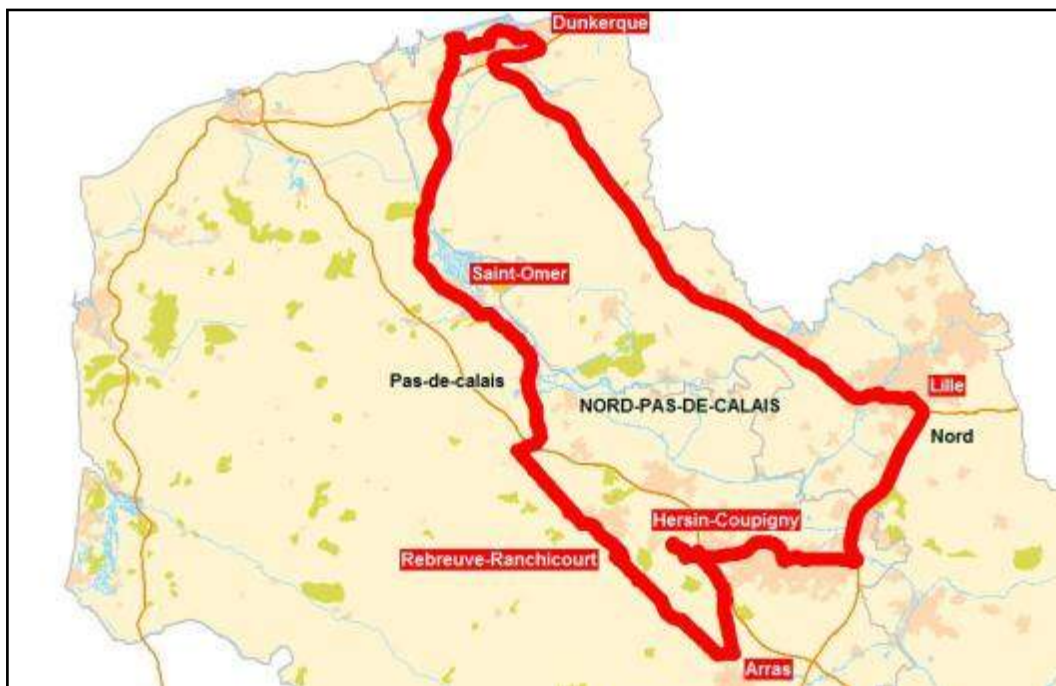 Dunkerque
Saint-Omer
Pas-de-calais
NORD-PAS-DE-CALAIS
Lille
Nord
Hersin-Coupigny
Rebreuve-Ranchicourt
Arras